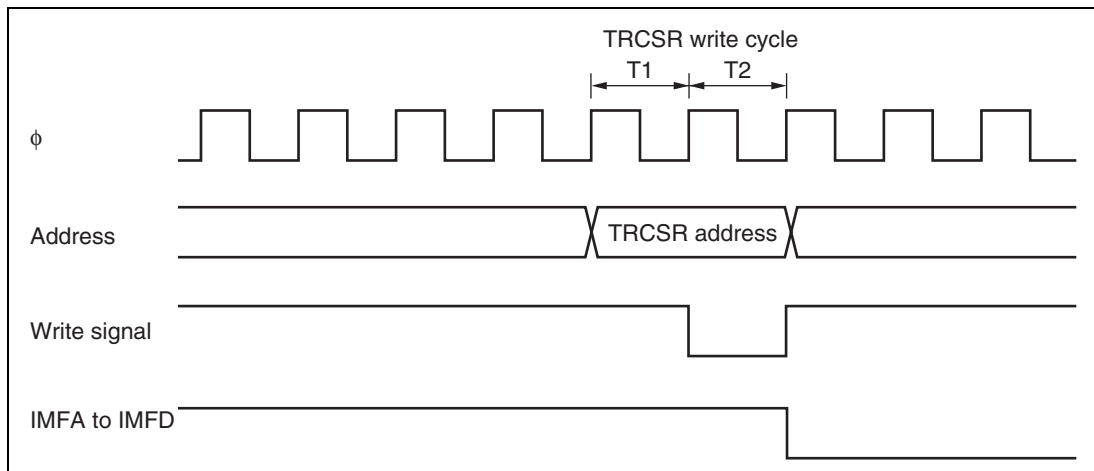 TRCSR write cycle
T1 T2
ϕ
Address
TRCSR address
Write signal
IMFA to IMFD